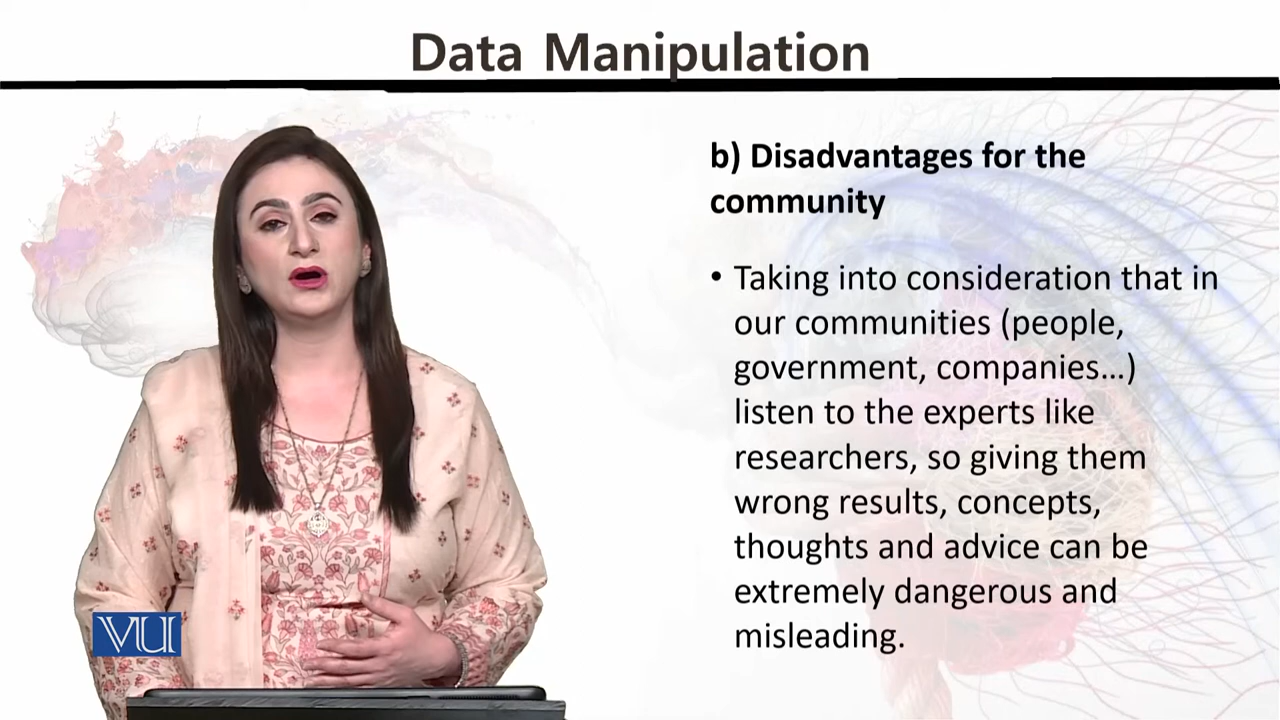 Data Manipulation
b) Disadvantages for the
community
• Taking into consideration that in
our communities (people,
government, companies...)
listen to the experts like
researchers, so giving them
wrong results, concepts,
thoughts and advice can be
extremely dangerous and
misleading.
VU